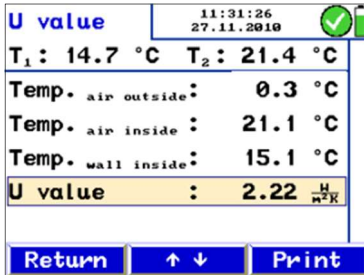 U value 11:31:26
27.11.2010
T₁: 14.7 °C T₂: 21.4 °C
Temp. air outside: 0.3 °C
Temp. air inside : 21.1 °C
Temp. wall inside: 15.1 °C
U value : 2.22 W/m²K
Return ↑ ↓ Print